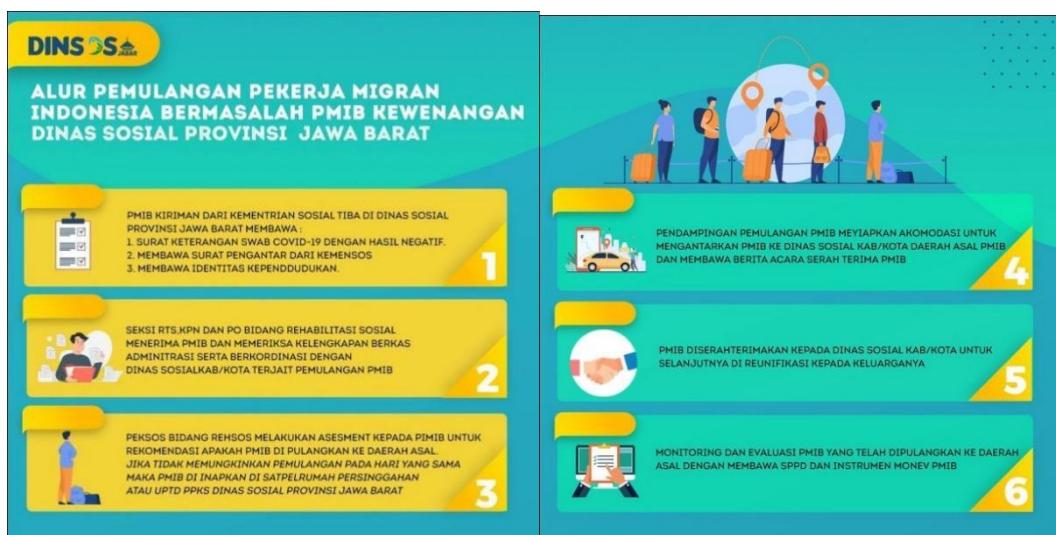 DINSOS
JABAR
ALUR PEMULANGAN PEKERJA MIGRAN
INDONESIA BERMASALAH PMIB KEWENANGAN
DINAS SOSIAL PROVINSI JAWA BARAT
PMIB KIRIMAN DARI KEMENTRIAN SOSIAL TIBA DI DINAS SOSIAL
PROVINSI JAWA BARAT MEMBAWA :
1. SURAT KETERANGAN SWAB COVID-19 DENGAN HASIL NEGATIF.
2. MEMBAWA SURAT PENGANTAR DARI KEMENSOS
3. MEMBAWA IDENTITAS KEPENDDUDUKAN.
1
SEKSI RTS,KPN DAN PO BIDANG REHABILITASI SOSIAL
MENERIMA PMIB DAN MEMERIKSA KELENGKAPAN BERKAS
ADMINITRASI SERTA BERKORDINASI DENGAN
DINAS SOSIALKAB/KOTA TERJAIT PEMULANGAN PMIB
2
PEKSOS BIDANG REHSOS MELAKUKAN ASESMENT KEPADA PIMIB UNTUK
REKOMENDASI APAKAH PMIB DI PULANGKAN KE DAERAH ASAL.
JIKA TIDAK MEMUNGKINKAN PEMULANGAN PADA HARI YANG SAMA
MAKA PMIB DI INAPKAN DI SATPELRUMAH PERSINGGAHAN
ATAU UPTD PPKS DINAS SOSIAL PROVINSI JAWA BARAT
3
PENDAMPINGAN PEMULANGAN PMIB MEYIAPKAN AKOMODASI UNTUK
MENGANTARKAN PMIB KE DINAS SOSIAL KAB/KOTA DAERAH ASAL PMIB
DAN MEMBAWA BERITA ACARA SERAH TERIMA PMIB
4
PMIB DISERAHTERIMAKAN KEPADA DINAS SOSIAL KAB/KOTA UNTUK
SELANJUTNYA DI REUNIFIKASI KEPADA KELUARGANYA
5
MONITORING DAN EVALUASI PMIB YANG TELAH DIPULANGKAN KE DAERAH
ASAL DENGAN MEMBAWA SPPD DAN INSTRUMEN MONEV PMIB
6